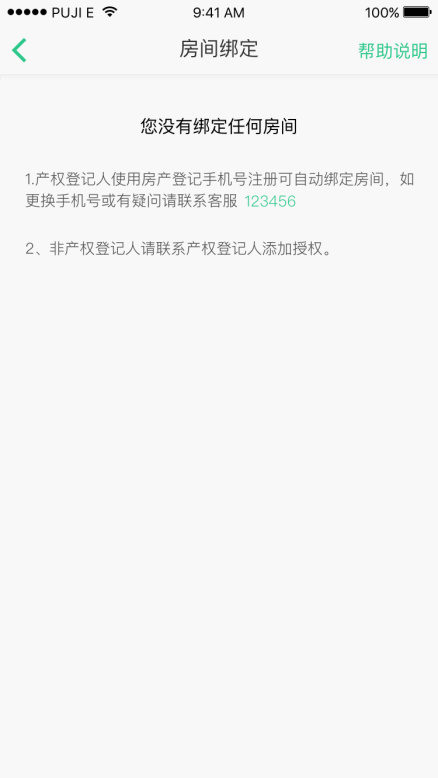 PUJI E 9:41 AM 100%
房间绑定 帮助说明
您没有绑定任何房间
1.产权登记人使用房产登记手机号注册可自动绑定房间，如
更换手机号或有疑问请联系客服 123456
2、非产权登记人请联系产权登记人添加授权。